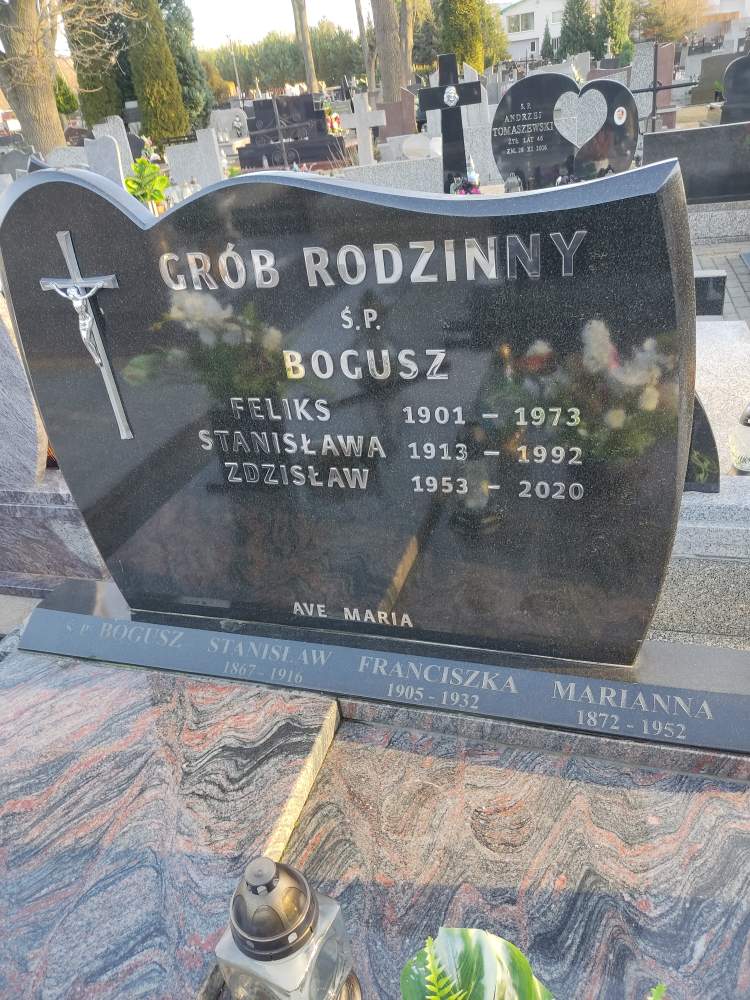 Ś.P.
ANDRZEJ
TOMASZEWSKI
GRÓB RODZINNY
Ś.P.
BOGUSZ
FELIKS 1901 - 1973
STANISŁAWA 1913 - 1992
ZDZISŁAW 1953 - 2020
AVE MARIA
Ś.P. BOGUSZ STANISŁAW FRANCISZKA MARIANNA
1867 - 1916 1905 - 1932 1872 - 1952